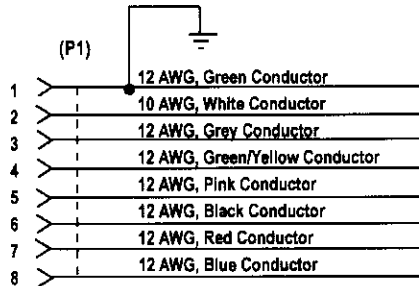 (P1)
1 12 AWG, Green Conductor
2 10 AWG, White Conductor
3 12 AWG, Grey Conductor
4 12 AWG, Green/Yellow Conductor
5 12 AWG, Pink Conductor
6 12 AWG, Black Conductor
7 12 AWG, Red Conductor
8 12 AWG, Blue Conductor